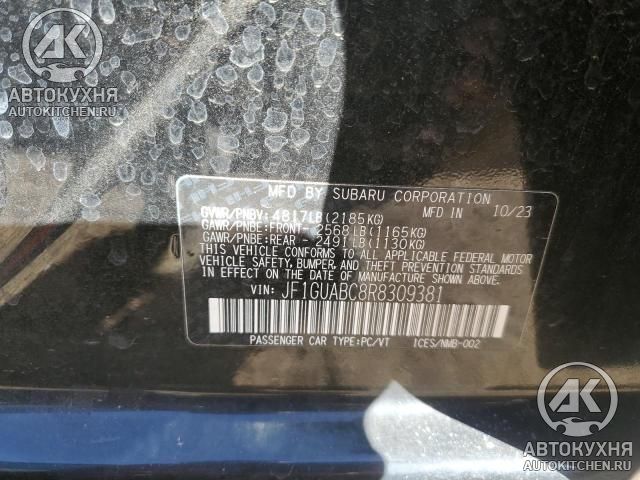 АК
АВТОКУХНЯ
AUTOKITCHEN.RU
MFD BY SUBARU CORPORATION
GVWR/PNBV: 4817LB(2185KG) MFD IN 10/23
GAWR/PNBE:FRONT- 2568LB(1165KG)
GAWR/PNBE:REAR - 2491LB(1130KG)
THIS VEHICLE CONFORMS TO ALL APPLICABLE FEDERAL MOTOR
VEHICLE SAFETY, BUMPER, AND THEFT PREVENTION STANDARDS
IN EFFECT ON THE DATE OF MANUFACTURE SHOWN ABOVE.
VIN: JF1GUABC8R8309381
PASSENGER CAR TYPE:PC/VT ICES/NMB-002
АК
АВТОКУХНЯ
AUTOKITCHEN.RU